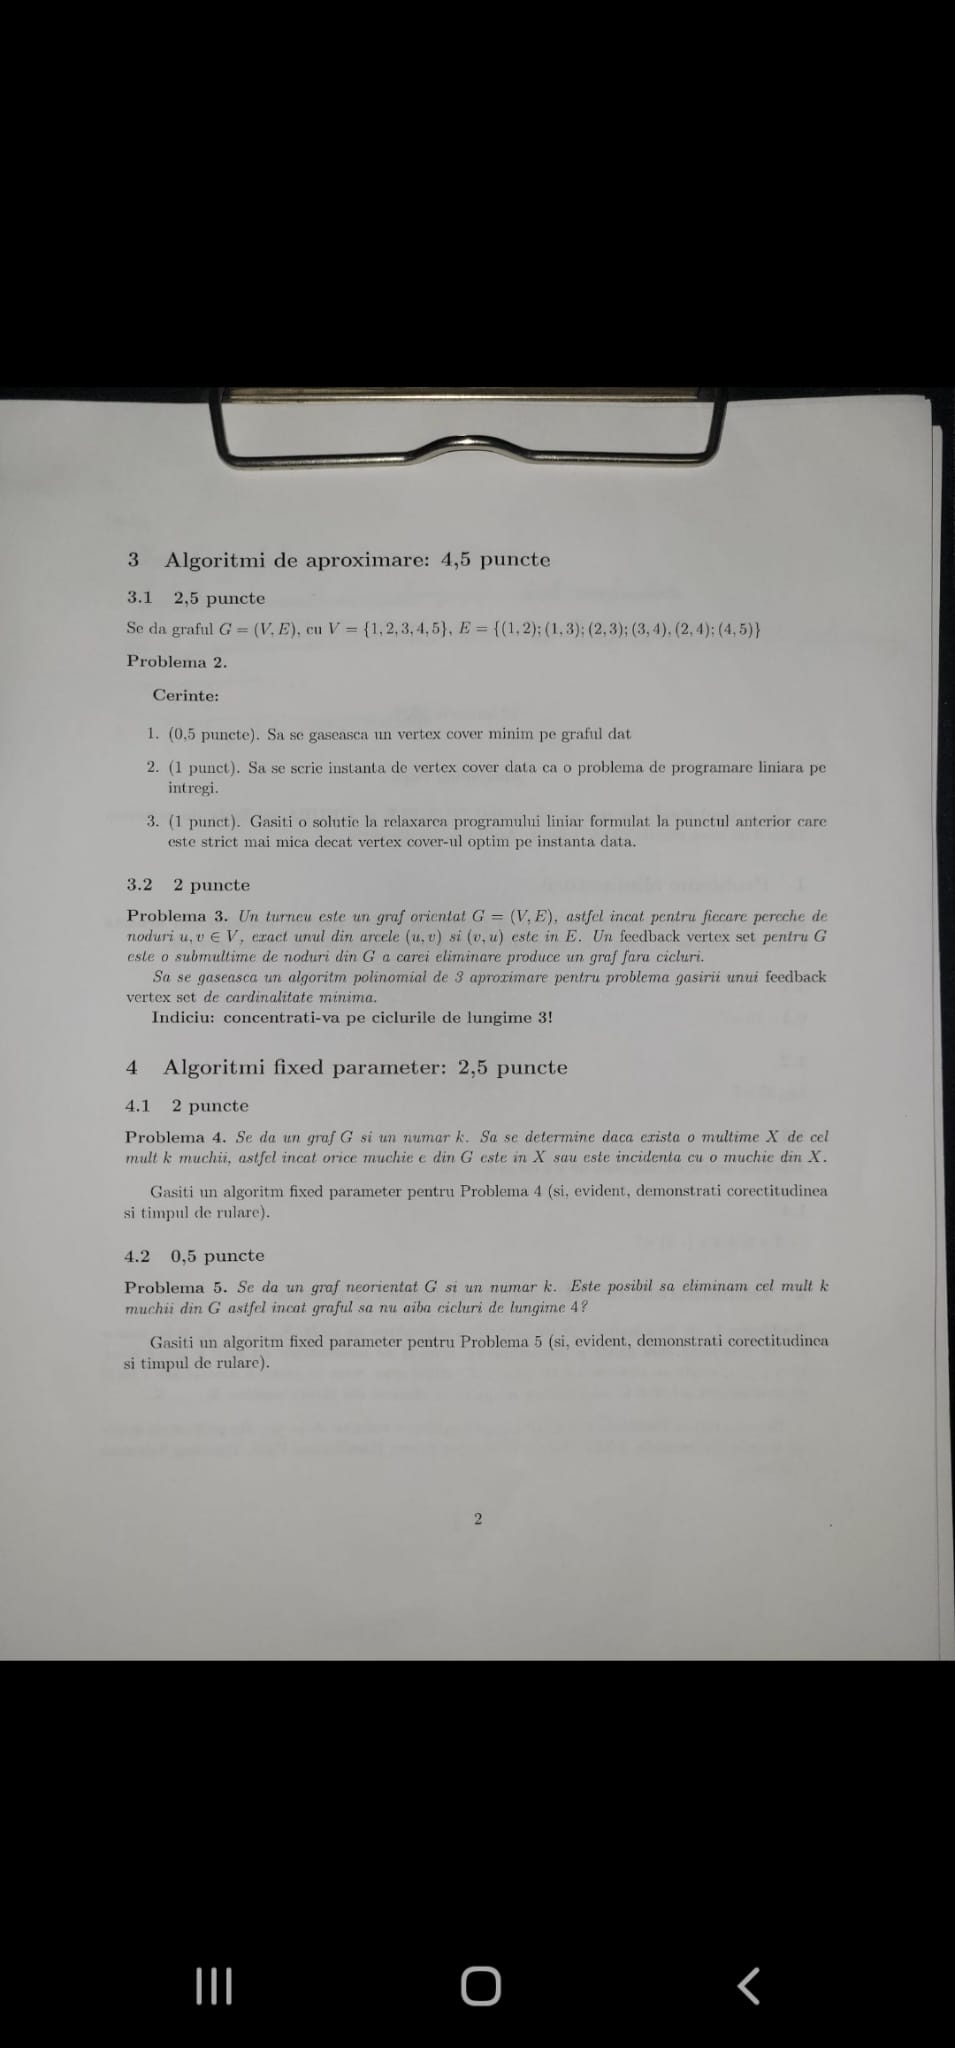 3 Algoritmi de aproximare: 4,5 puncte
3.1 2,5 puncte
Se da graful G = (V, E), cu V = {1, 2, 3, 4, 5}, E = {(1, 2); (1, 3); (2, 3); (3, 4), (2, 4); (4, 5)}
Problema 2.
Cerinte:
1. (0,5 puncte). Sa se gaseasca un vertex cover minim pe graful dat
2. (1 punct). Sa se scrie instanta de vertex cover data ca o problema de programare liniara pe
intregi.
3. (1 punct). Gasiti o solutie la relaxarea programului liniar formulat la punctul anterior care
este strict mai mica decat vertex cover-ul optim pe instanta data.
3.2 2 puncte
Problema 3. Un turneu este un graf orientat G = (V, E), astfel incat pentru fiecare pereche de
noduri u, v ∈ V, exact unul din arcele (u, v) si (v, u) este in E. Un feedback vertex set pentru G
este o submultime de noduri din G a carei eliminare produce un graf fara cicluri.
Sa se gaseasca un algoritm polinomial de 3 aproximare pentru problema gasirii unui feedback
vertex set de cardinalitate minima.
Indiciu: concentrati-va pe ciclurile de lungime 3!
4 Algoritmi fixed parameter: 2,5 puncte
4.1 2 puncte
Problema 4. Se da un graf G si un numar k. Sa se determine daca exista o multime X de cel
mult k muchii, astfel incat orice muchie e din G este in X sau este incidenta cu o muchie din X.
Gasiti un algoritm fixed parameter pentru Problema 4 (si, evident, demonstrati corectitudinea
si timpul de rulare).
4.2 0,5 puncte
Problema 5. Se da un graf neorientat G si un numar k. Este posibil sa eliminam cel mult k
muchii din G astfel incat graful sa nu aiba cicluri de lungime 4?
Gasiti un algoritm fixed parameter pentru Problema 5 (si, evident, demonstrati corectitudinea
si timpul de rulare).
2